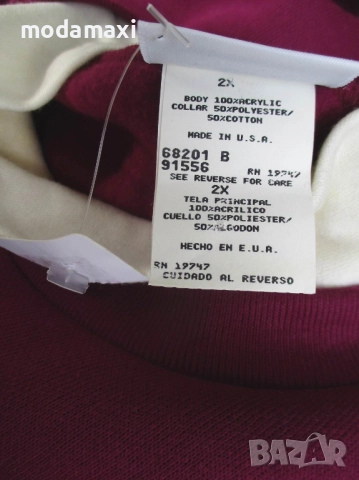 modamaxi
2X
BODY 100%ACRYLIC
COLLAR 50%POLYESTER/
50%COTTON
MADE IN U.S.A.
68201 B
91556 RN 19747
SEE REVERSE FOR CARE
2X
TELA PRINCIPAL
100%ACRILICO
CUELLO 50%POLIESTER/
50%ALGODON
HECHO EN E.U.A.
RN 19747
CUIDADO AL REVERSO
BAZAR
bazar.bg